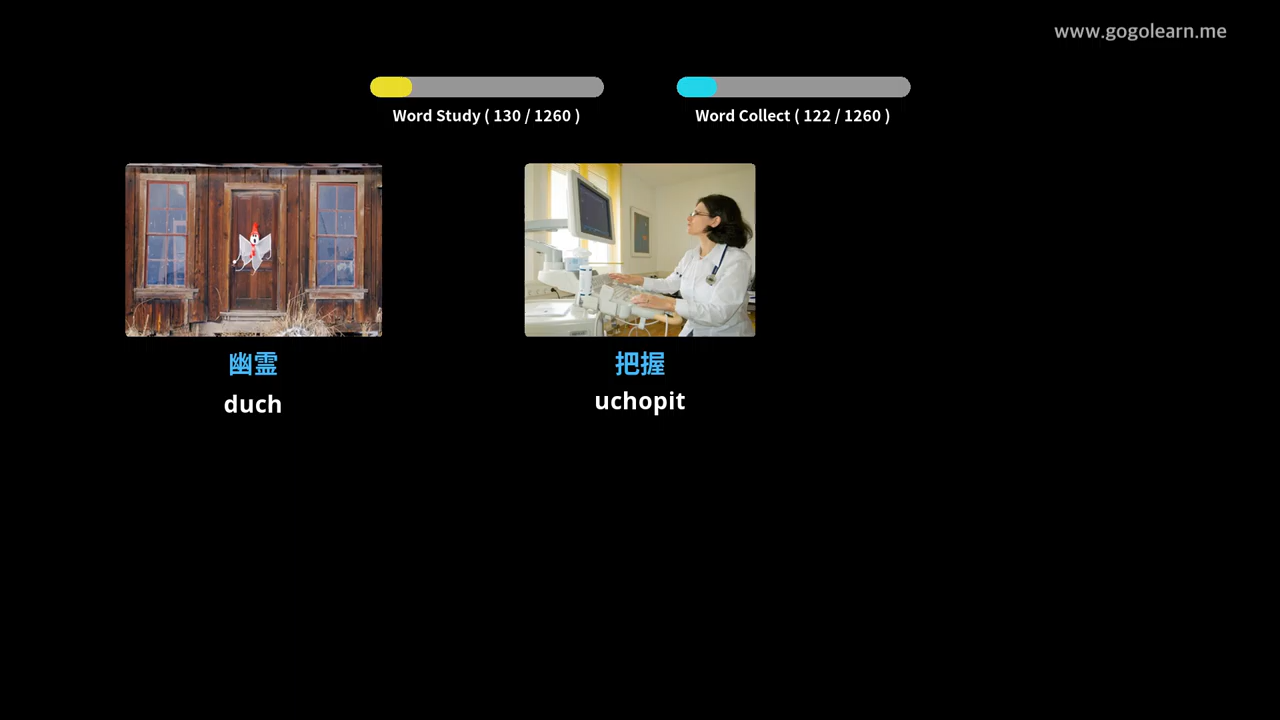 www.gogolearn.me
Word Study ( 130 / 1260 )
Word Collect ( 122 / 1260 )
幽霊
duch
把握
uchopit